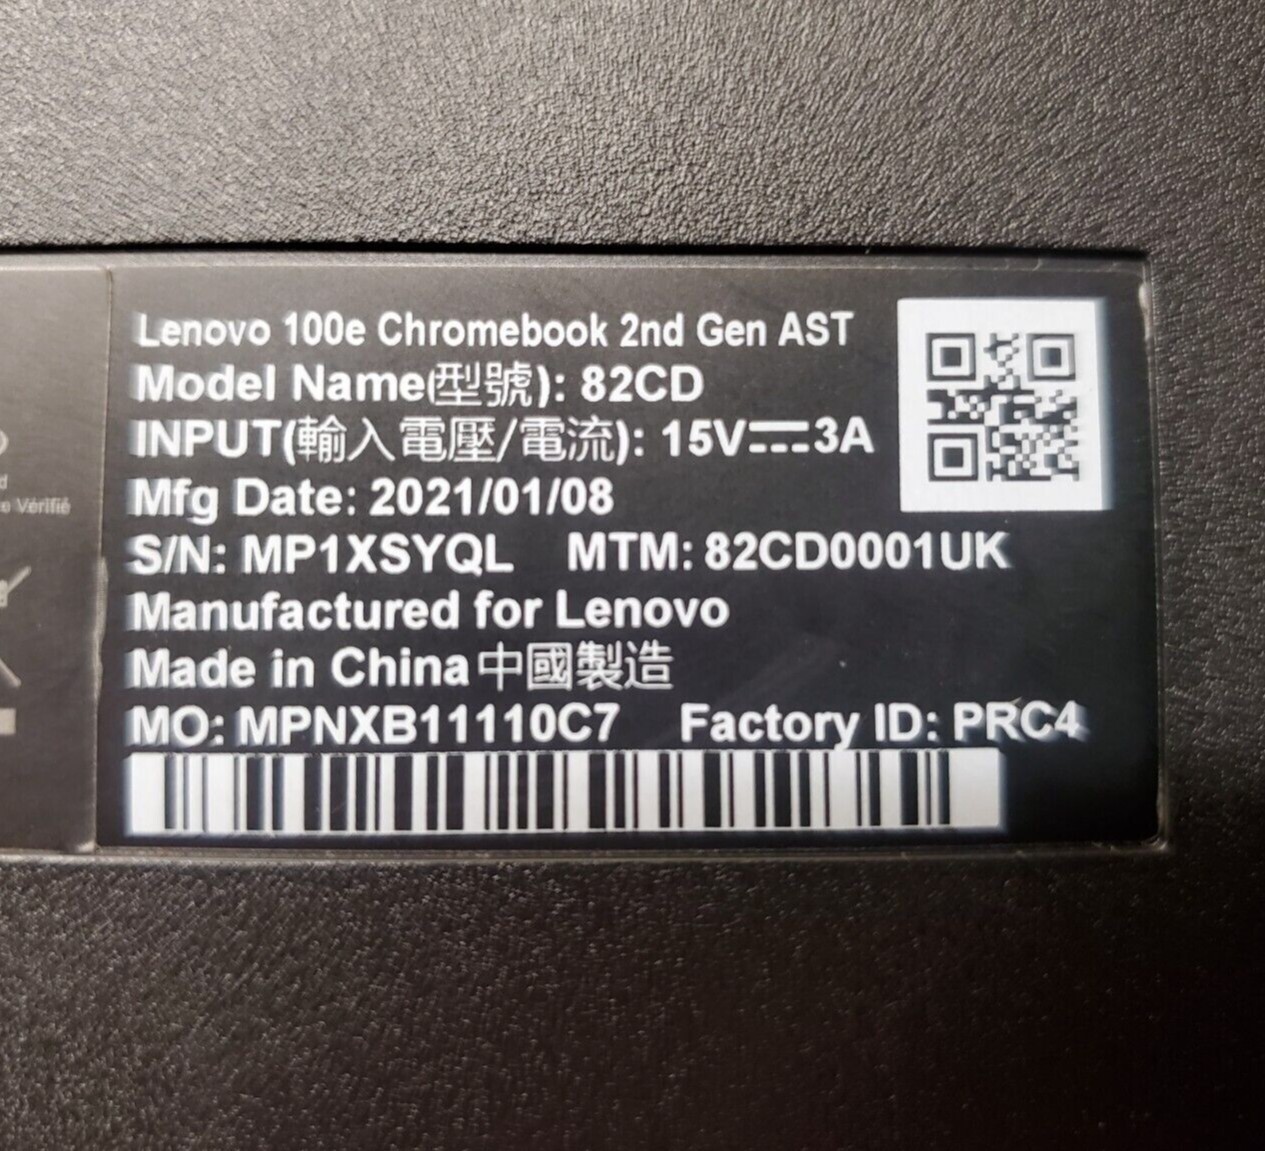 Lenovo 100e Chromebook 2nd Gen AST
Model Name(型號): 82CD
INPUT(輸入電壓/電流): 15V⎓3A
Mfg Date: 2021/01/08
S/N: MP1XSYQL MTM: 82CD0001UK
Manufactured for Lenovo
Made in China 中國製造
MO: MPNXB11110C7 Factory ID: PRC4
Vérifié